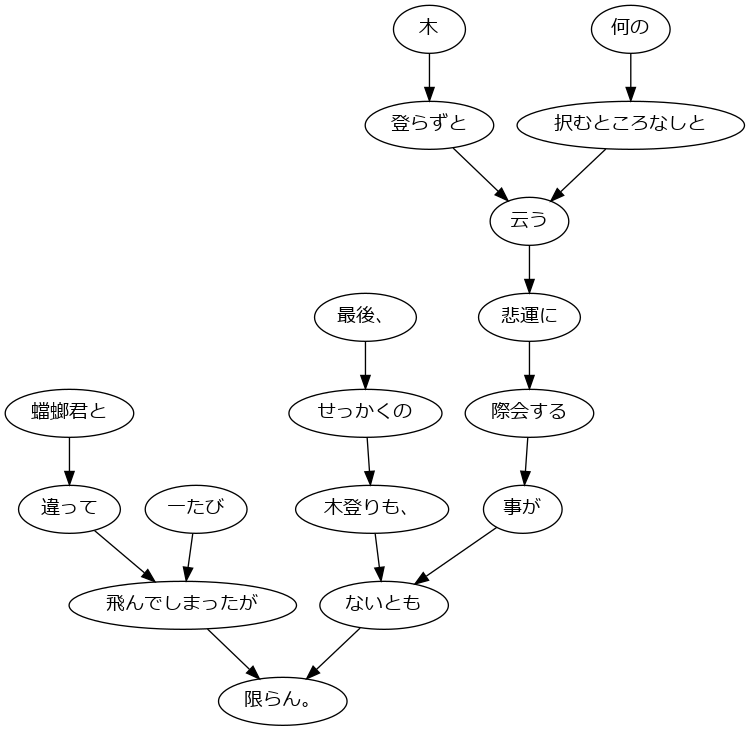 木
何の
登らずと
択むところなしと
云う
最後、
悲運に
蟷螂君と
せっかくの
際会する
違って
一たび
木登りも、
事が
飛んでしまったが
ないとも
限らん。